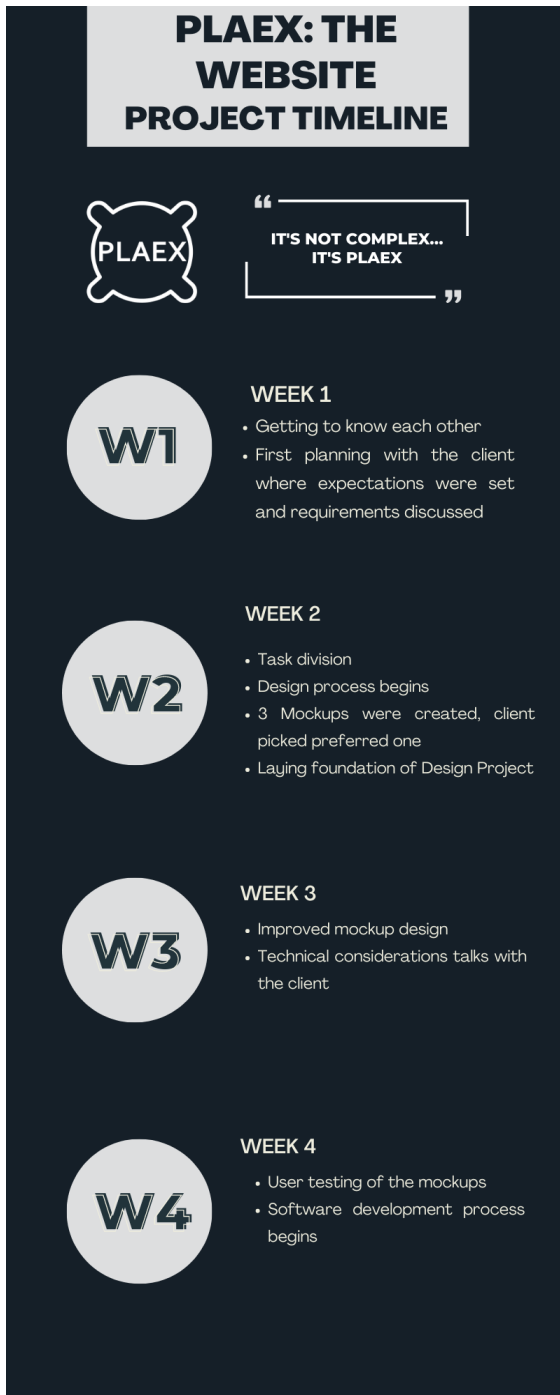 PLAEX: THE
WEBSITE
PROJECT TIMELINE
PLAEX
“
IT'S NOT COMPLEX...
IT'S PLAEX
”
W1
WEEK 1
• Getting to know each other
• First planning with the client
where expectations were set
and requirements discussed
W2
WEEK 2
• Task division
• Design process begins
• 3 Mockups were created, client
picked preferred one
• Laying foundation of Design Project
W3
WEEK 3
• Improved mockup design
• Technical considerations talks with
the client
W4
WEEK 4
• User testing of the mockups
• Software development process
begins